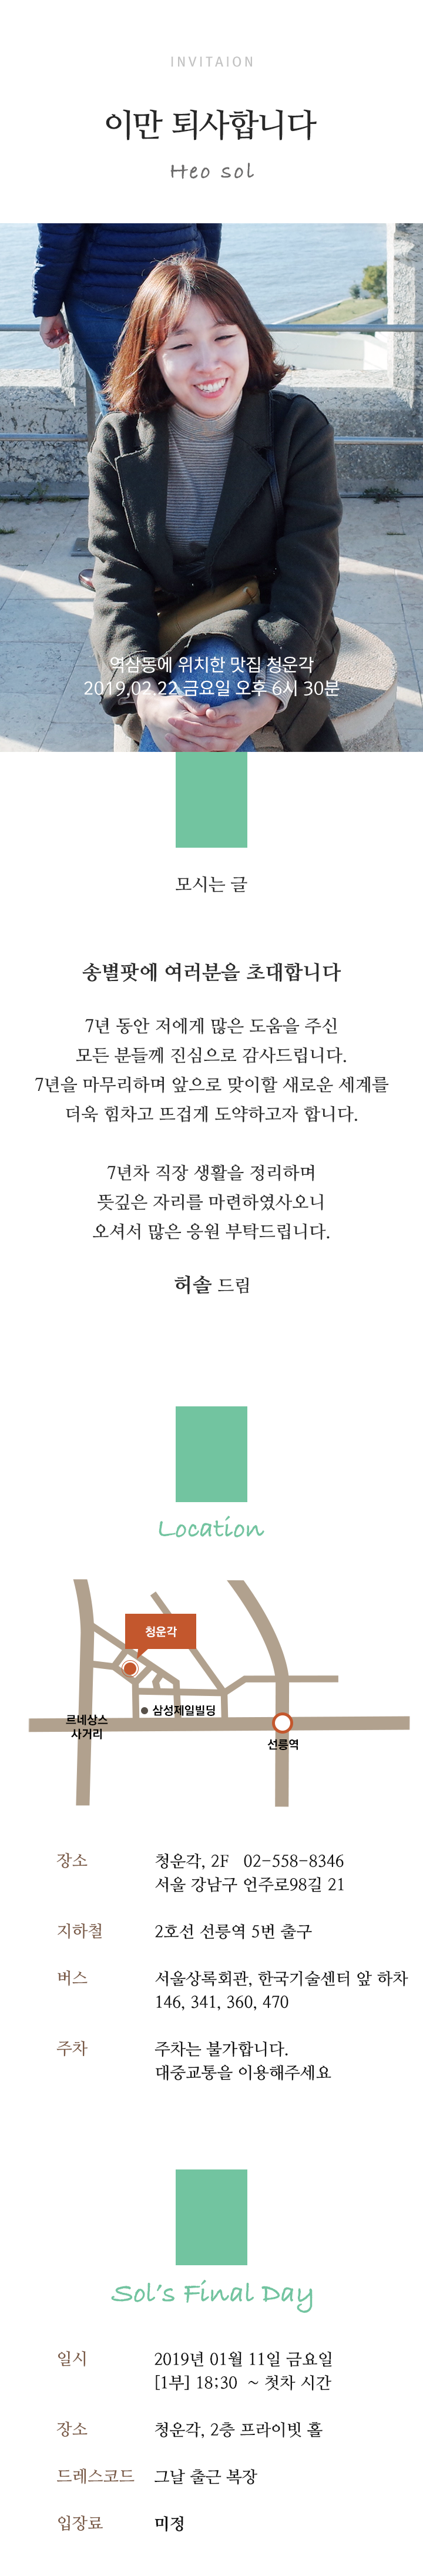 INVITAION
이만 퇴사합니다
Heo sol
역삼동에 위치한 맛집 청운각
2019.02.22 금요일 오후 6시 30분
모시는 글
송별팟에 여러분을 초대합니다
7년 동안 저에게 많은 도움을 주신
모든 분들께 진심으로 감사드립니다.
7년을 마무리하며 앞으로 맞이할 새로운 세계를
더욱 힘차고 뜨겁게 도약하고자 합니다.
7년차 직장 생활을 정리하며
뜻깊은 자리를 마련하였사오니
오셔서 많은 응원 부탁드립니다.
허솔 드림
Location
청운각
삼성제일빌딩
르네상스
사거리
선릉역
장소 청운각, 2F 02-558-8346
서울 강남구 언주로98길 21
지하철 2호선 선릉역 5번 출구
버스 서울상록회관, 한국기술센터 앞 하차
146, 341, 360, 470
주차 주차는 불가합니다.
대중교통을 이용해주세요
Sol's Final Day
일시 2019년 01월 11일 금요일
[1부] 18;30 ~ 첫차 시간
장소 청운각, 2층 프라이빗 홀
드레스코드 그날 출근 복장
입장료 미정